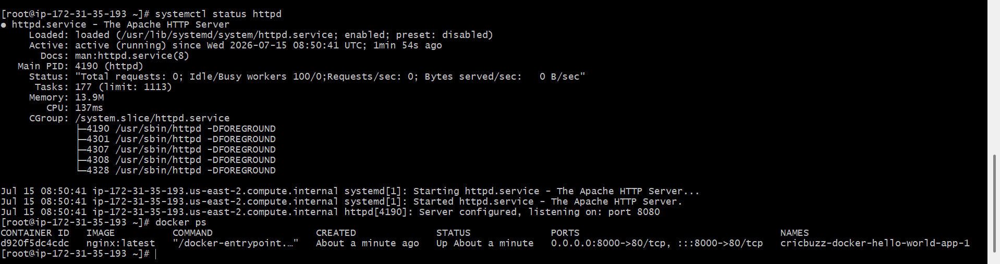 [root@ip-172-31-35-193 ~]# systemctl status httpd
● httpd.service - The Apache HTTP Server
     Loaded: loaded (/usr/lib/systemd/system/httpd.service; enabled; preset: disabled)
     Active: active (running) since Wed 2026-07-15 08:50:41 UTC; 1min 54s ago
       Docs: man:httpd.service(8)
   Main PID: 4190 (httpd)
     Status: "Total requests: 0; Idle/Busy workers 100/0;Requests/sec: 0; Bytes served/sec:   0 B/sec"
      Tasks: 177 (limit: 1113)
     Memory: 13.9M
        CPU: 137ms
     CGroup: /system.slice/httpd.service
             ├─4190 /usr/sbin/httpd -DFOREGROUND
             ├─4301 /usr/sbin/httpd -DFOREGROUND
             ├─4307 /usr/sbin/httpd -DFOREGROUND
             ├─4308 /usr/sbin/httpd -DFOREGROUND
             └─4328 /usr/sbin/httpd -DFOREGROUND
Jul 15 08:50:41 ip-172-31-35-193.us-east-2.compute.internal systemd[1]: Starting httpd.service - The Apache HTTP Server...
Jul 15 08:50:41 ip-172-31-35-193.us-east-2.compute.internal systemd[1]: Started httpd.service - The Apache HTTP Server.
Jul 15 08:50:41 ip-172-31-35-193.us-east-2.compute.internal httpd[4190]: Server configured, listening on: port 8080
[root@ip-172-31-35-193 ~]# docker ps
CONTAINER ID   IMAGE          COMMAND                  CREATED              STATUS              PORTS                                   NAMES
d920f5dc4cdc   nginx:latest   "/docker-entrypoint.…"   About a minute ago   Up About a minute   0.0.0.0:8000->80/tcp, :::8000->80/tcp   cricbuzz-docker-hello-world-app-1
[root@ip-172-31-35-193 ~]#